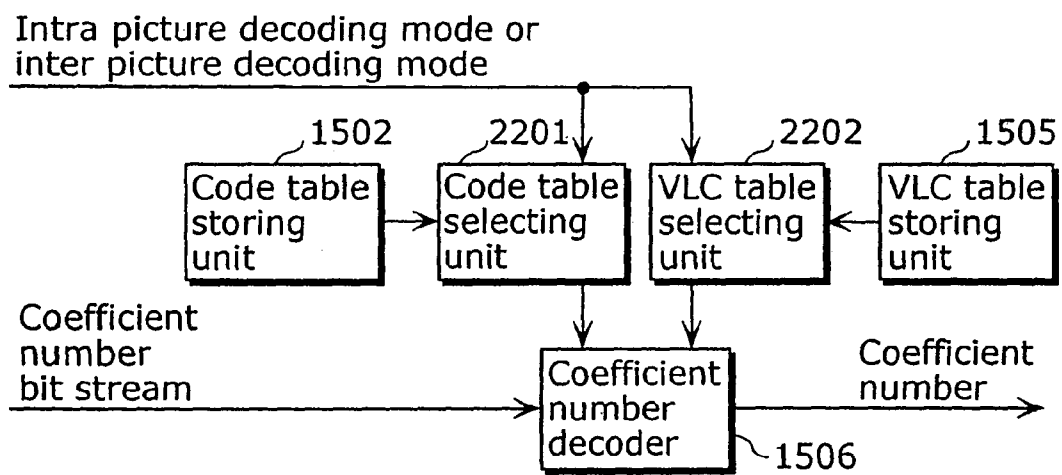 Intra picture decoding mode or
inter picture decoding mode
1502
2201
2202
1505
Code table
storing
unit
Code table
selecting
unit
VLC table
selecting
unit
VLC table
storing
unit
Coefficient
number
bit stream
Coefficient
number
decoder
Coefficient
number
1506